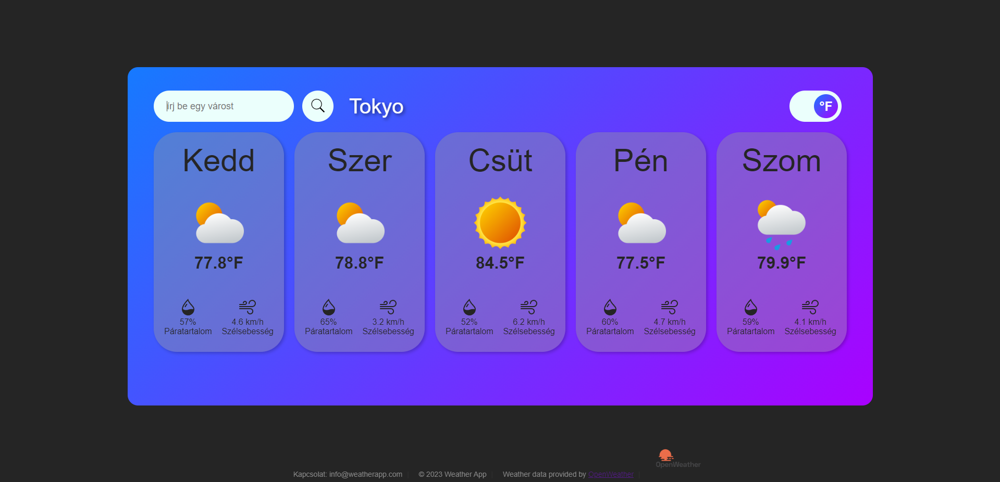 írj be egy várost
Tokyo
°F
Kedd
77.8°F
57%
Páratartalom
4.6 km/h
Szélsebesség
Szer
78.8°F
65%
Páratartalom
3.2 km/h
Szélsebesség
Csüt
84.5°F
52%
Páratartalom
6.2 km/h
Szélsebesség
Pén
77.5°F
60%
Páratartalom
4.7 km/h
Szélsebesség
Szom
79.9°F
59%
Páratartalom
4.1 km/h
Szélsebesség
Kapcsolat: info@weatherapp.com | © 2023 Weather App | Weather data provided by OpenWeather |
OpenWeather